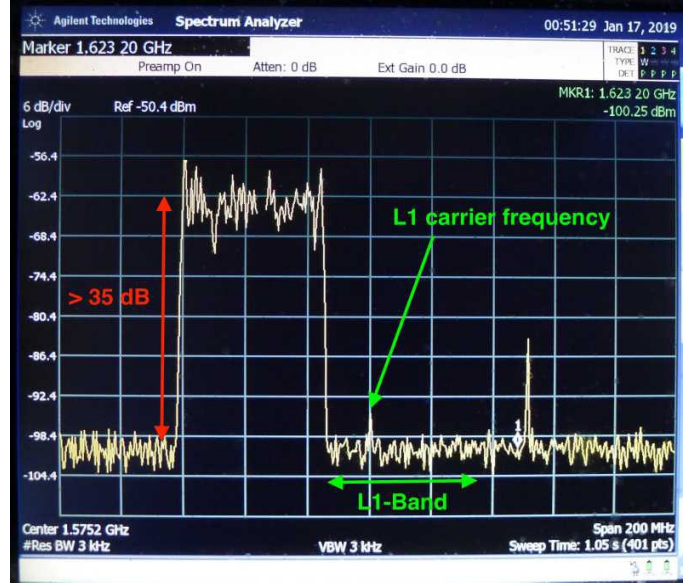 Agilent Technologies Spectrum Analyzer 00:51:29 Jan 17, 2019
Marker 1.623 20 GHz
TRACE 1 2 3 4
TYPE W
DET P P P P
Preamp On Atten: 0 dB Ext Gain 0.0 dB
MKR1: 1.623 20 GHz
-100.25 dBm
6 dB/div Ref -50.4 dBm
Log
-56.4
-62.4
L1 carrier frequency
-68.4
-74.4
> 35 dB
-80.4
-86.4
-92.4
1
-98.4
-104.4
L1-Band
Center 1.5752 GHz Span 200 MHz
#Res BW 3 kHz VBW 3 kHz Sweep Time: 1.05 s (401 pts)